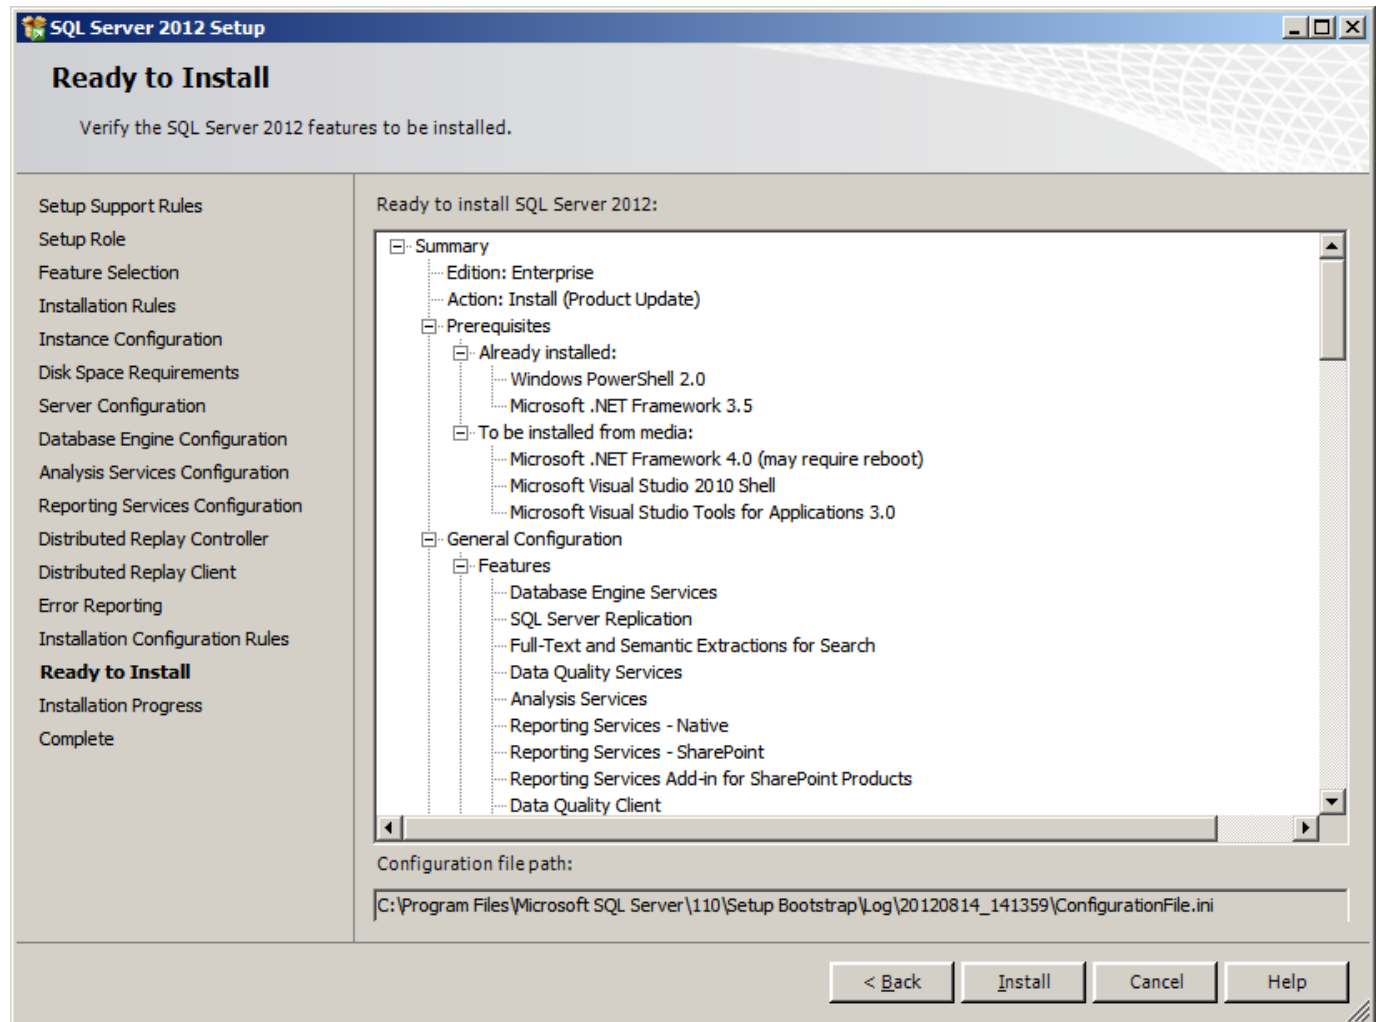 SQL Server 2012 Setup
Ready to Install
Verify the SQL Server 2012 features to be installed.
Setup Support Rules
Setup Role
Feature Selection
Installation Rules
Instance Configuration
Disk Space Requirements
Server Configuration
Database Engine Configuration
Analysis Services Configuration
Reporting Services Configuration
Distributed Replay Controller
Distributed Replay Client
Error Reporting
Installation Configuration Rules
Ready to Install
Installation Progress
Complete
Ready to install SQL Server 2012:
Summary
Edition: Enterprise
Action: Install (Product Update)
Prerequisites
Already installed:
Windows PowerShell 2.0
Microsoft .NET Framework 3.5
To be installed from media:
Microsoft .NET Framework 4.0 (may require reboot)
Microsoft Visual Studio 2010 Shell
Microsoft Visual Studio Tools for Applications 3.0
General Configuration
Features
Database Engine Services
SQL Server Replication
Full-Text and Semantic Extractions for Search
Data Quality Services
Analysis Services
Reporting Services - Native
Reporting Services - SharePoint
Reporting Services Add-in for SharePoint Products
Data Quality Client
Configuration file path:
C:\Program Files\Microsoft SQL Server\110\Setup Bootstrap\Log\20120814_141359\ConfigurationFile.ini
< Back Install Cancel Help